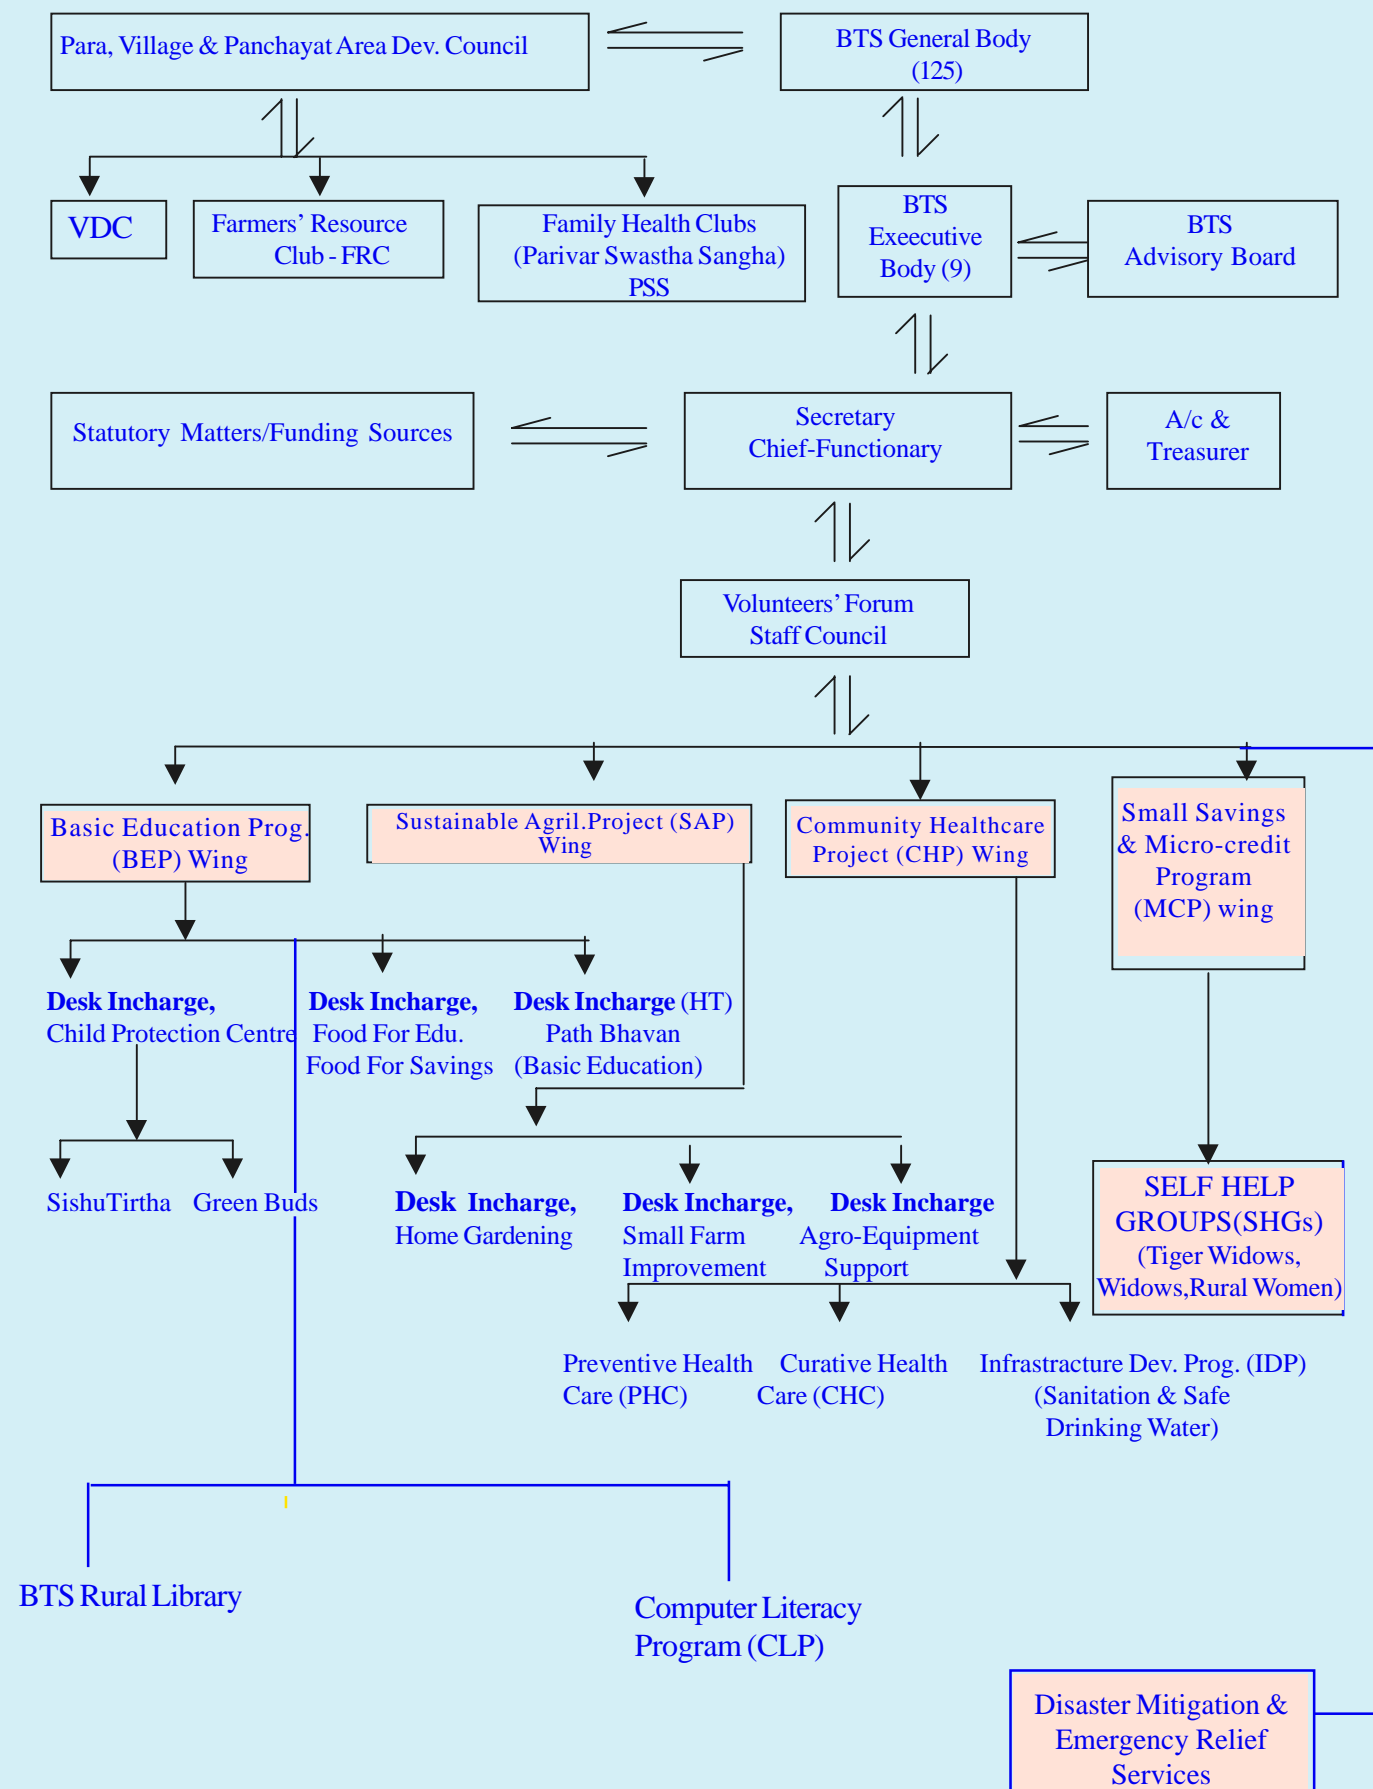 Para, Village & Panchayat Area Dev. Council
BTS General Body
(125)
VDC
Farmers' Resource
Club - FRC
Family Health Clubs
(Parivar Swastha Sangha)
PSS
BTS
Exeecutive
Body (9)
BTS
Advisory Board
Statutory Matters/Funding Sources
Secretary
Chief-Functionary
A/c &
Treasurer
Volunteers' Forum
Staff Council
Basic Education Prog.
(BEP) Wing
Sustainable Agril.Project (SAP)
Wing
Community Healthcare
Project (CHP) Wing
Small Savings
& Micro-credit
Program
(MCP) wing
Desk Incharge,
Child Protection Centre
Desk Incharge,
Food For Edu.
Food For Savings
Desk Incharge (HT)
Path Bhavan
(Basic Education)
SishuTirtha
Green Buds
Desk Incharge,
Home Gardening
Desk Incharge,
Small Farm
Improvement
Desk Incharge
Agro-Equipment
Support
SELF HELP
GROUPS(SHGs)
(Tiger Widows,
Widows,Rural Women)
Preventive Health
Care (PHC)
Curative Health
Care (CHC)
Infrastracture Dev. Prog. (IDP)
(Sanitation & Safe
Drinking Water)
BTS Rural Library
Computer Literacy
Program (CLP)
Disaster Mitigation &
Emergency Relief
Services